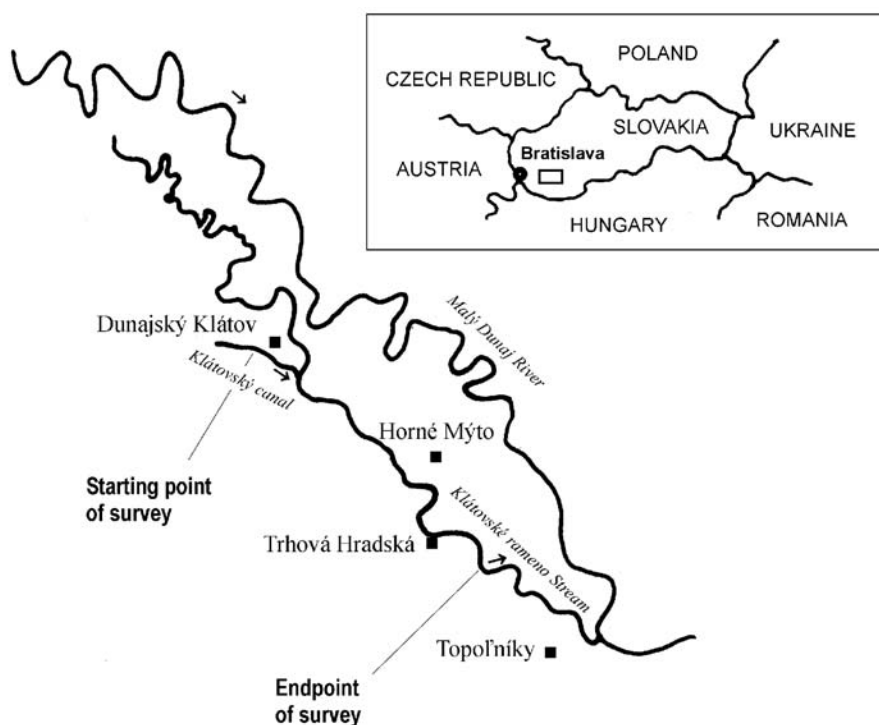 POLAND
CZECH REPUBLIC
SLOVAKIA
UKRAINE
Bratislava
AUSTRIA
HUNGARY
ROMANIA
Malý Dunaj River
Dunajský Klátov
Klátovský canal
Horné Mýto
Starting point
of survey
Klátovské rameno Stream
Trhová Hradská
Topoľníky
Endpoint
of survey